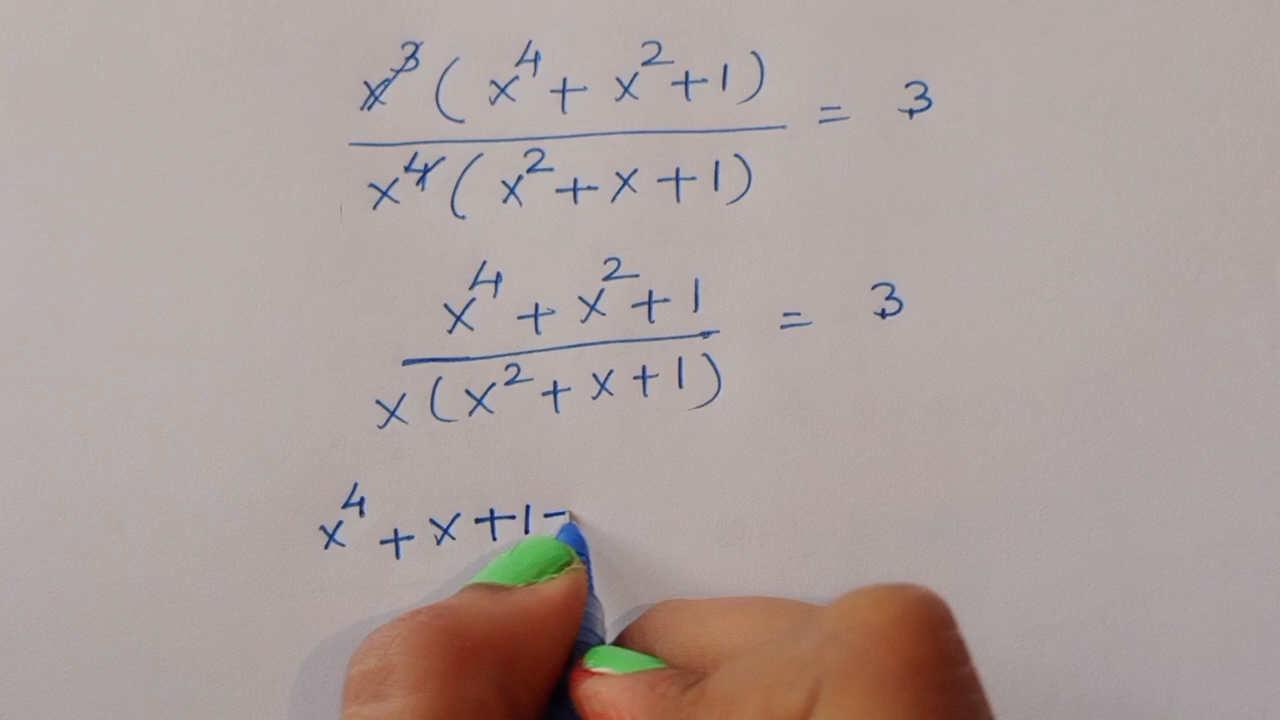 x³ ( x⁴ + x² + 1 ) = 3
x⁴ ( x² + x + 1 )
x⁴ + x² + 1 = 3
x ( x² + x + 1 )
x⁴ + x + 1 -